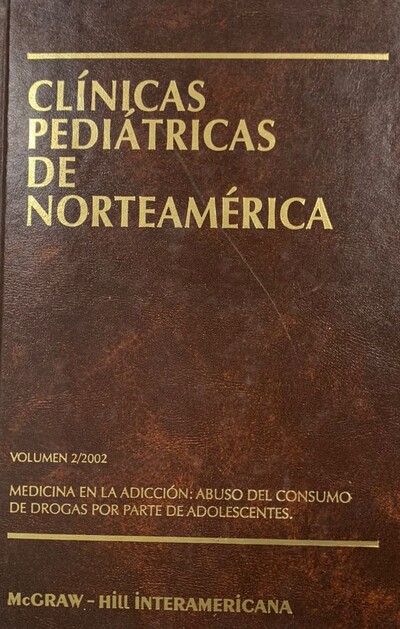 CLÍNICAS
PEDIÁTRICAS
DE
NORTEAMÉRICA
VOLUMEN 2/2002
MEDICINA EN LA ADICCIÓN: ABUSO DEL CONSUMO
DE DROGAS POR PARTE DE ADOLESCENTES.
McGRAW - Hill INTERAMERICANA